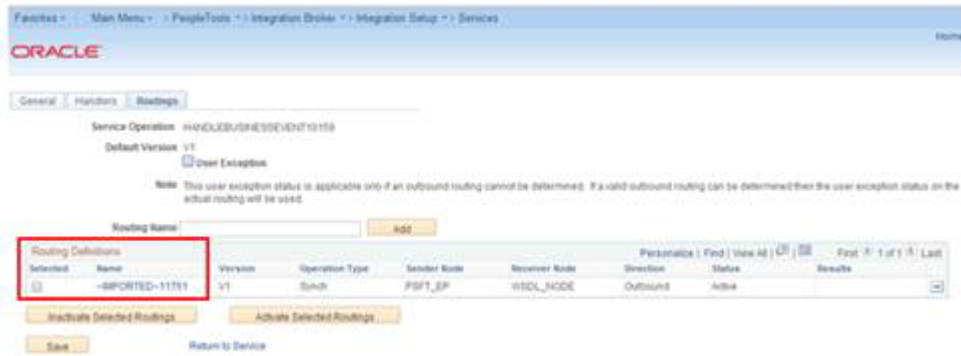 Favorites Main Menu > PeopleTools > Integration Broker > Integration Setup > Services
Home
ORACLE
General Handlers Routings
Service Operation HANDLEBUSINESSEVENT10159
Default Version V1
User Exception
Note This user exception status is applicable only if an outbound routing cannot be determined. If a valid outbound routing can be determined then the user exception status on the
actual routing will be used.
Routing Name Add
Routing Definitions Personalize | Find | View All | First 1 of 1 Last
Selected Name Version Operation Type Sender Node Receiver Node Direction Status Results
~IMPORTED~11751 V1 Synch PSFT_EP WSDL_NODE Outbound Active
Inactivate Selected Routings Activate Selected Routings
Save Return to Service